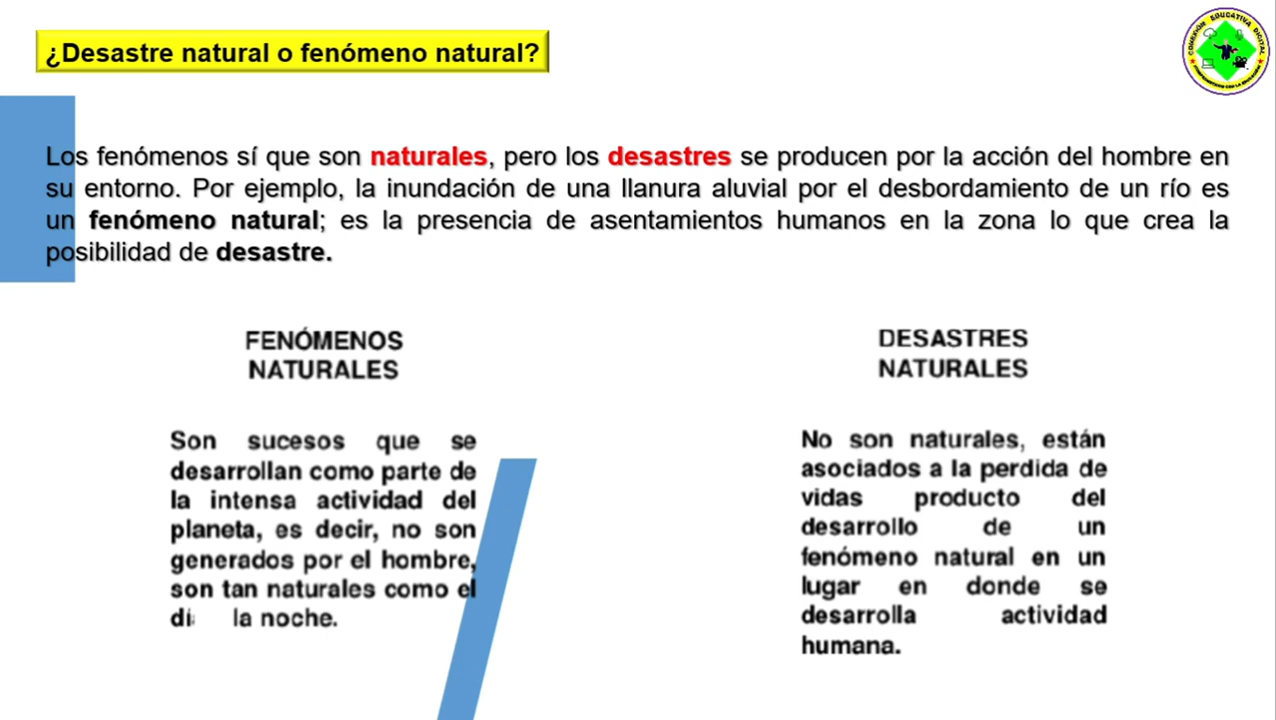 ¿Desastre natural o fenómeno natural?
CONEXIÓN EDUCATIVA DIGITAL
Los fenómenos sí que son naturales, pero los desastres se producen por la acción del hombre en
su entorno. Por ejemplo, la inundación de una llanura aluvial por el desbordamiento de un río es
un fenómeno natural; es la presencia de asentamientos humanos en la zona lo que crea la
posibilidad de desastre.
FENÓMENOS
NATURALES
Son sucesos que se
desarrollan como parte de
la intensa actividad del
planeta, es decir, no son
generados por el hombre,
son tan naturales como el
la noche.
DESASTRES
NATURALES
No son naturales, están
asociados a la perdida de
vidas producto del
desarrollo de un
fenómeno natural en un
lugar en donde se
desarrolla actividad
humana.